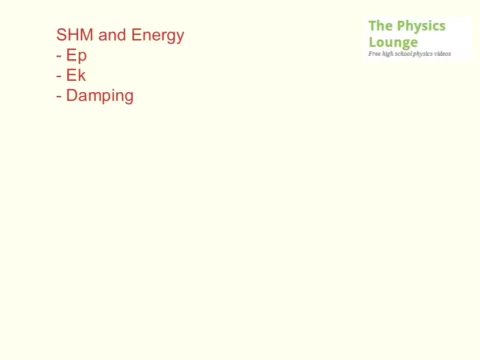 SHM and Energy
- Ep
- Ek
- Damping
The Physics
Lounge
Free high school physics videos